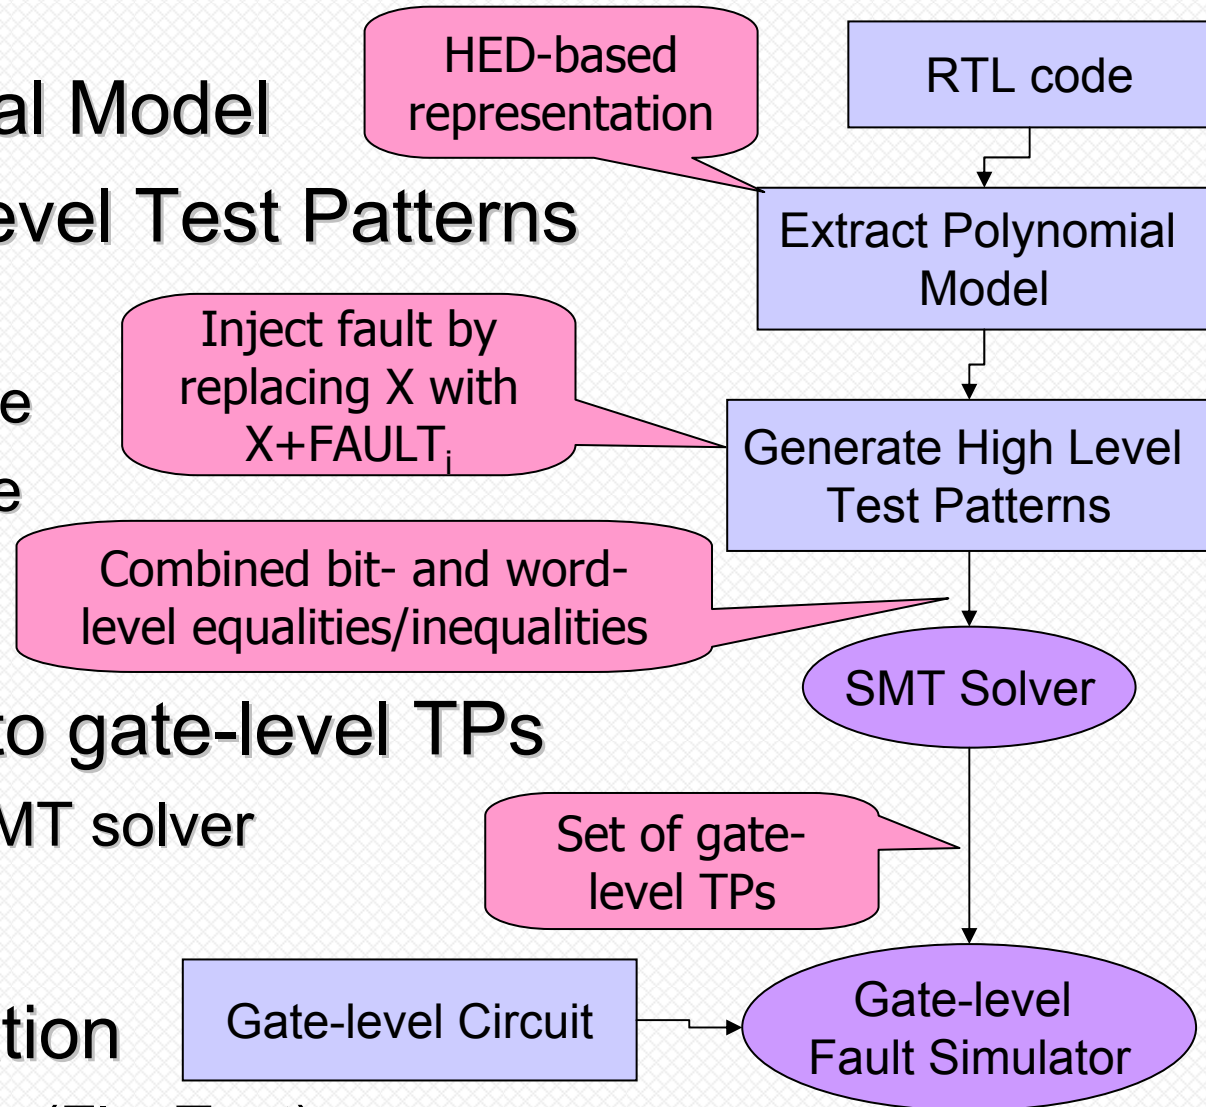 HED-based
representation
RTL code
al Model
evel Test Patterns
Extract Polynomial
Model
Inject fault by
replacing X with
X+FAULTi
e
e
Generate High Level
Test Patterns
Combined bit- and word-
level equalities/inequalities
SMT Solver
to gate-level TPs
MT solver
Set of gate-
level TPs
tion
Gate-level Circuit
Gate-level
Fault Simulator